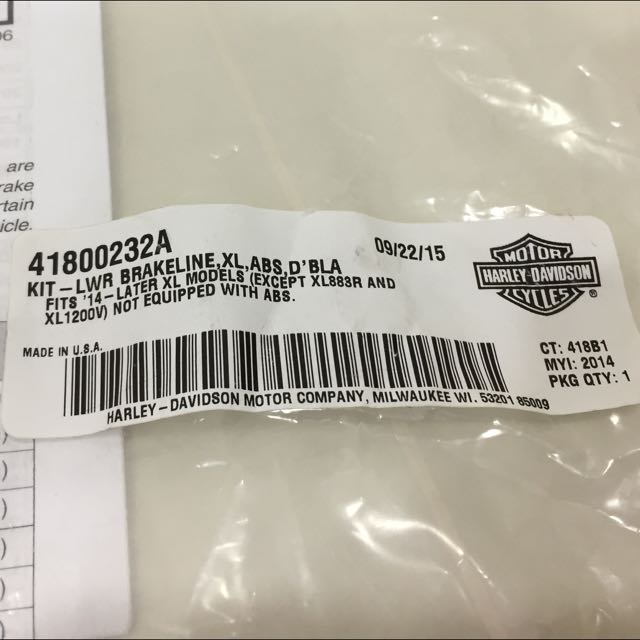 06
are
rake
rtain
icle.
41800232A
09/22/15
KIT-LWR BRAKELINE,XL,ABS,D'BLA
FITS '14-LATER XL MODELS (EXCEPT XL883R AND
XL1200V) NOT EQUIPPED WITH ABS.
MOTOR
HARLEY-DAVIDSON
CYCLES
®
MADE IN U.S.A.
CT: 418B1
MYI: 2014
PKG QTY: 1
HARLEY-DAVIDSON MOTOR COMPANY, MILWAUKEE WI. 53201 85009
)
)
)
)
)